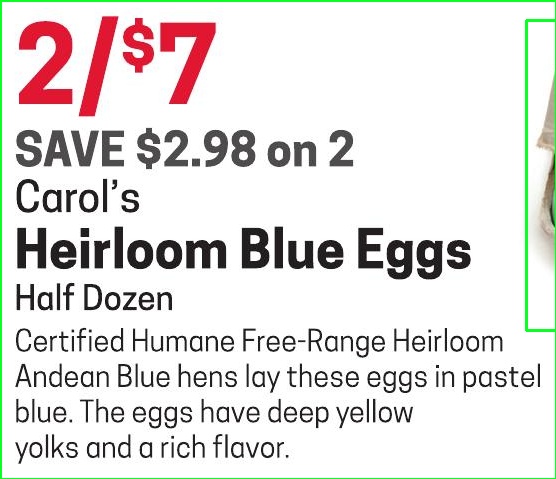 2/$7
SAVE $2.98 on 2
Carol's
Heirloom Blue Eggs
Half Dozen
Certified Humane Free-Range Heirloom
Andean Blue hens lay these eggs in pastel
blue. The eggs have deep yellow
yolks and a rich flavor.